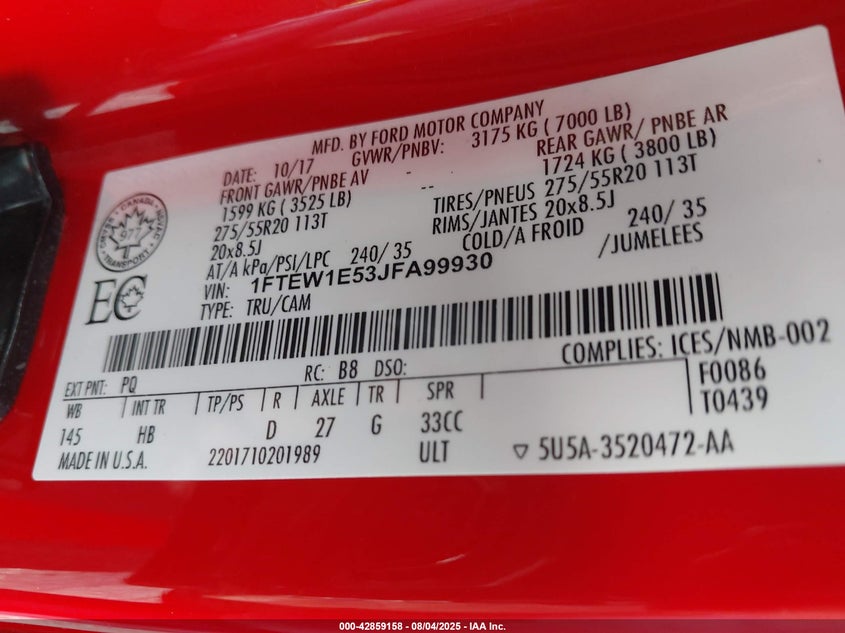 MFD. BY FORD MOTOR COMPANY
DATE: 10/17 GVWR/PNBV: 3175 KG ( 7000 LB)
FRONT GAWR/PNBE AV - REAR GAWR/ PNBE AR
1599 KG ( 3525 LB) -- 1724 KG ( 3800 LB)
275/55R20 113T TIRES/PNEUS 275/55R20 113T
20x8.5J RIMS/JANTES 20x8.5J
AT/A kPa/PSI/LPC 240/ 35 COLD/A FROID 240/ 35
VIN: 1FTEW1E53JFA99930 /JUMELEES
TYPE: TRU/CAM
CANADA
977
TRANSPORT
EC
COMPLIES: ICES/NMB-002
EXT PNT: PQ RC: B8 DSO: F0086
WB INT TR TP/PS R AXLE TR SPR T0439
145 HB D 27 G 33CC
MADE IN U.S.A. 2201710201989 ULT ▽ 5U5A-3520472-AA
000-42859158 - 08/04/2025 - IAA Inc.